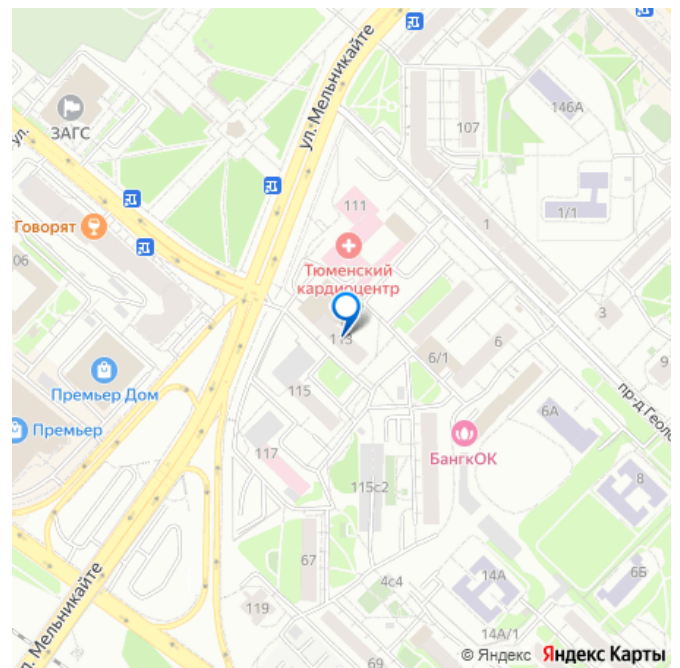 ул. Мельникайте
146А
ЗАГС
ул.
107
111
1
1/1
Говорят
06
Тюменский
кардиоцентр
3
113
6
6/1
9
Премьер Дом
115
пр-д Геоло
6А
Премьер
БангкОК
117
8
115с2
67
14А
6Б
4с4
119
л. Мельникайте
14А/1
69
© Яндекс Яндекс Карты